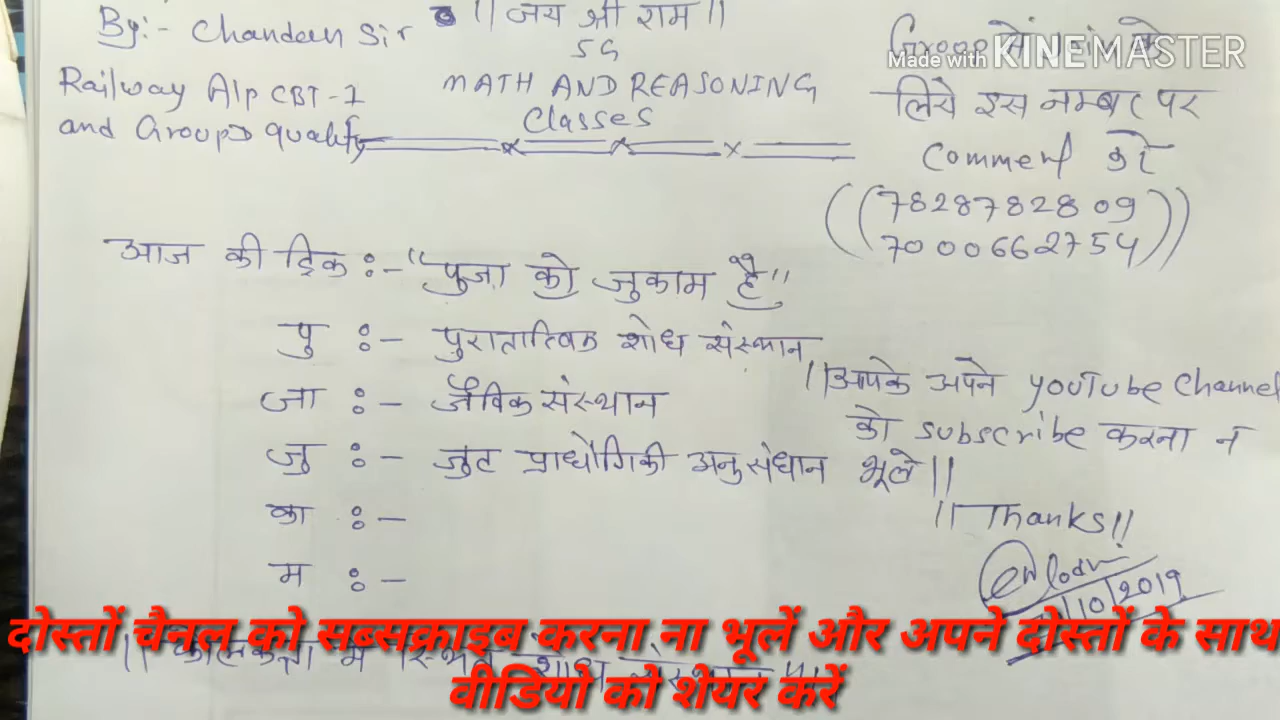 By:- Chandan Sir
|| जय श्री राम ||
5G
MATH AND REASONING
Classes
Railway Alp CBT-1
and Group D qualify
Made with KINEMASTER
Group में
लिये इस नम्बर पर
Comment करे
((7828782809
7000662754))
आज की ट्रिक :- "पुजा को जुकाम है"
पु :- पुरातात्विक शोध संस्थान
जा :- जैविक संस्थान
जु :- जुट प्राधौगिकी अनुसंधान
का :-
म :-
||आपके अपने YouTube Channel
को subscribe करना न
भूले ||
|| Thanks!!
10/2019
|| कोलकत्ता में स्थित शोध संस्थान ||
दोस्तों चैनल को सब्सक्राइब करना ना भूलें और अपने दोस्तों के साथ
वीडियो को शेयर करें